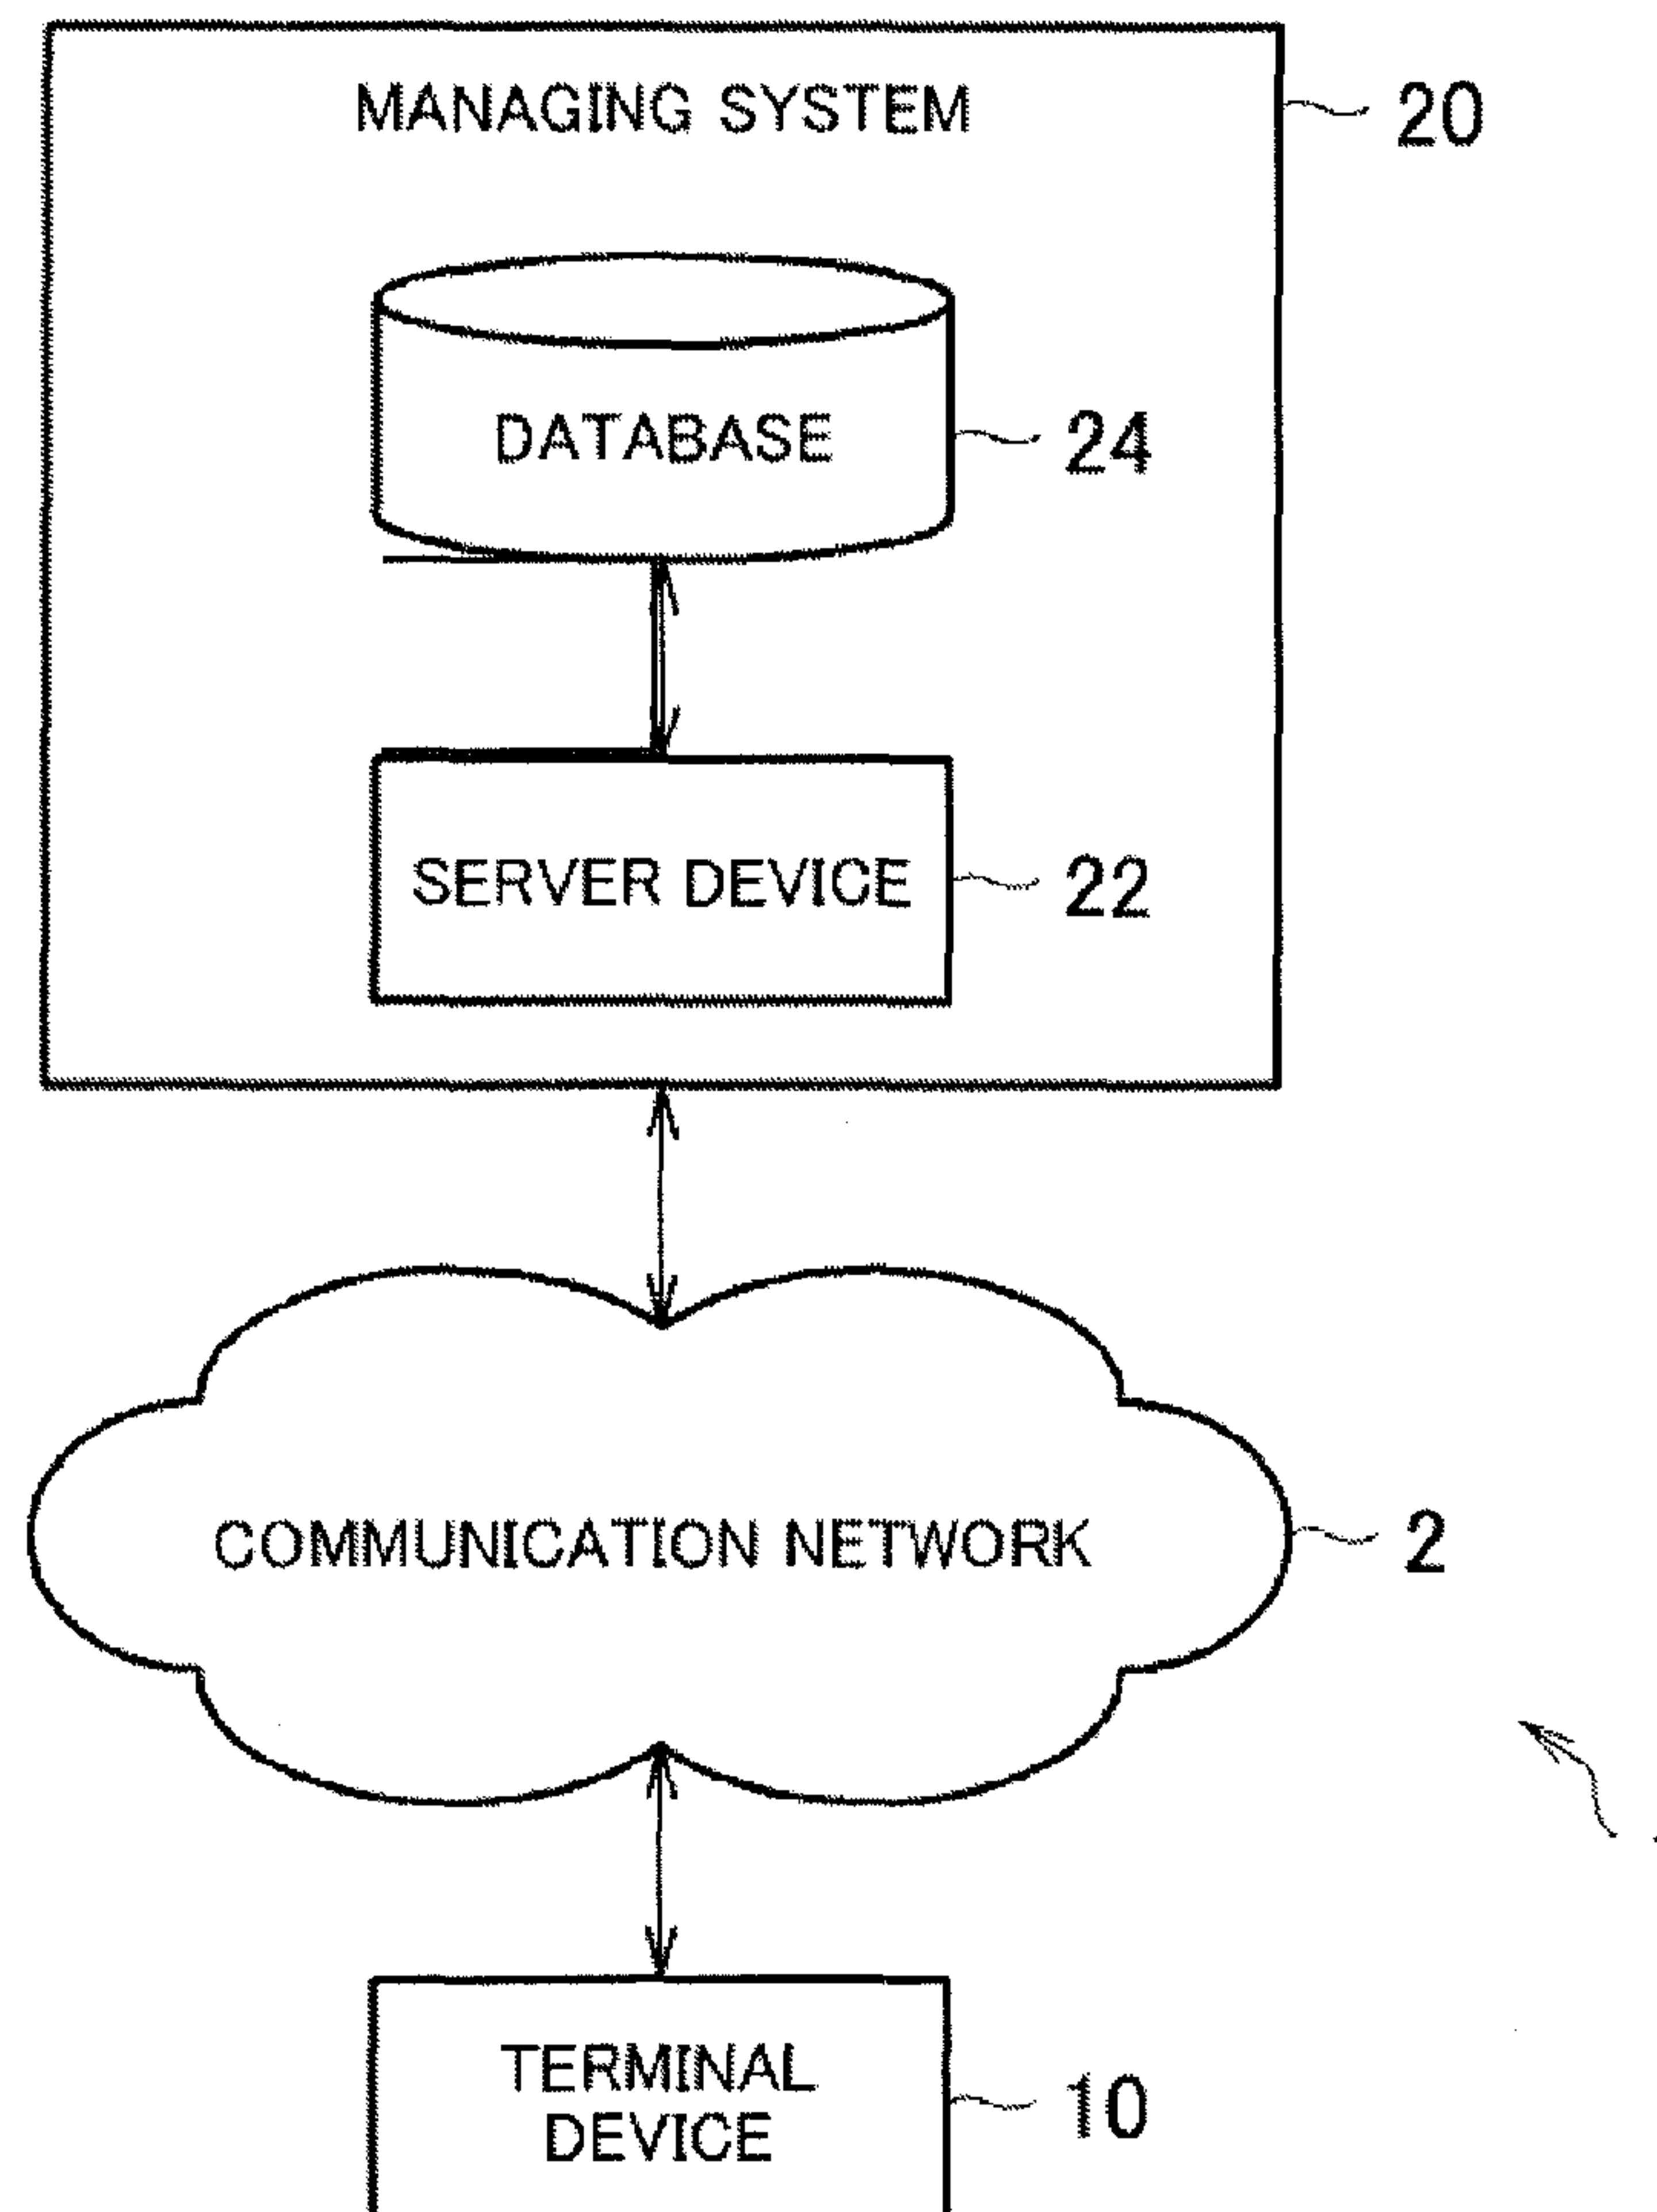 MANAGING SYSTEM
20
DATABASE
24
SERVER DEVICE
22
COMMUNICATION NETWORK
2
TERMINAL
DEVICE
10